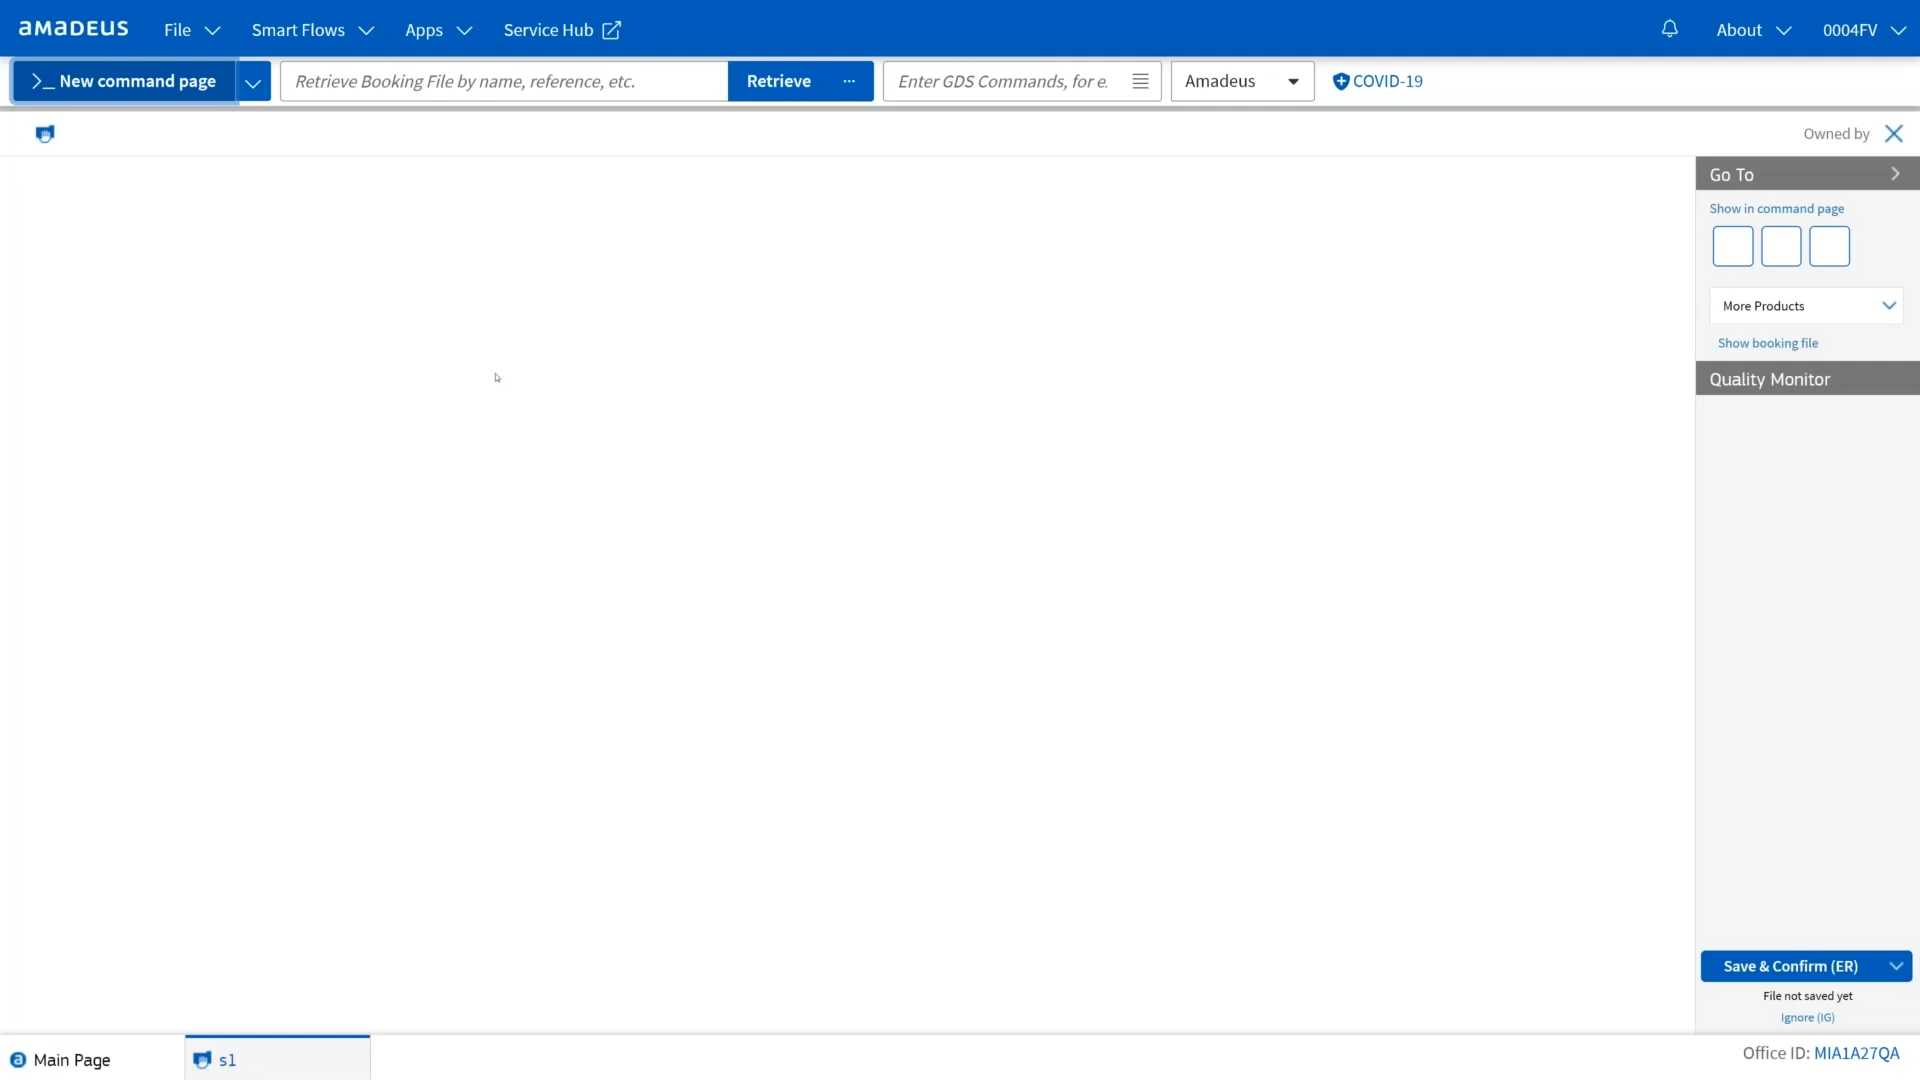 amadeus File Smart Flows Apps Service Hub About 0004FV
>_ New command page Retrieve Booking File by name, reference, etc. Retrieve ... Enter GDS Commands, for e. Amadeus COVID-19
Owned by
Go To
Show in command page
More Products
Show booking file
Quality Monitor
Save & Confirm (ER)
File not saved yet
Ignore (IG)
a Main Page s1 Office ID: MIA1A27QA